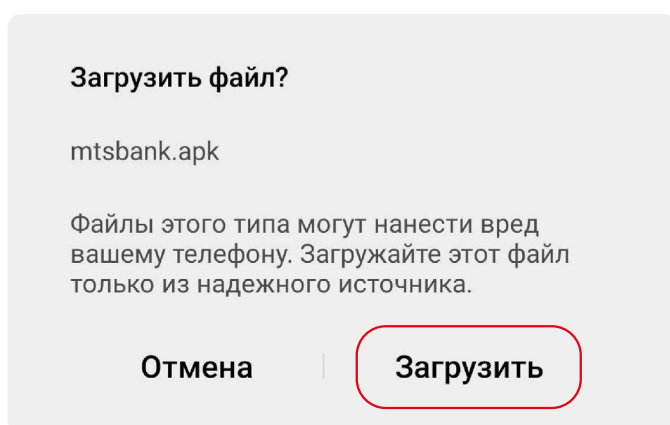 Загрузить файл?
mtsbank.apk
Файлы этого типа могут нанести вред
вашему телефону. Загружайте этот файл
только из надежного источника.
Отмена
Загрузить